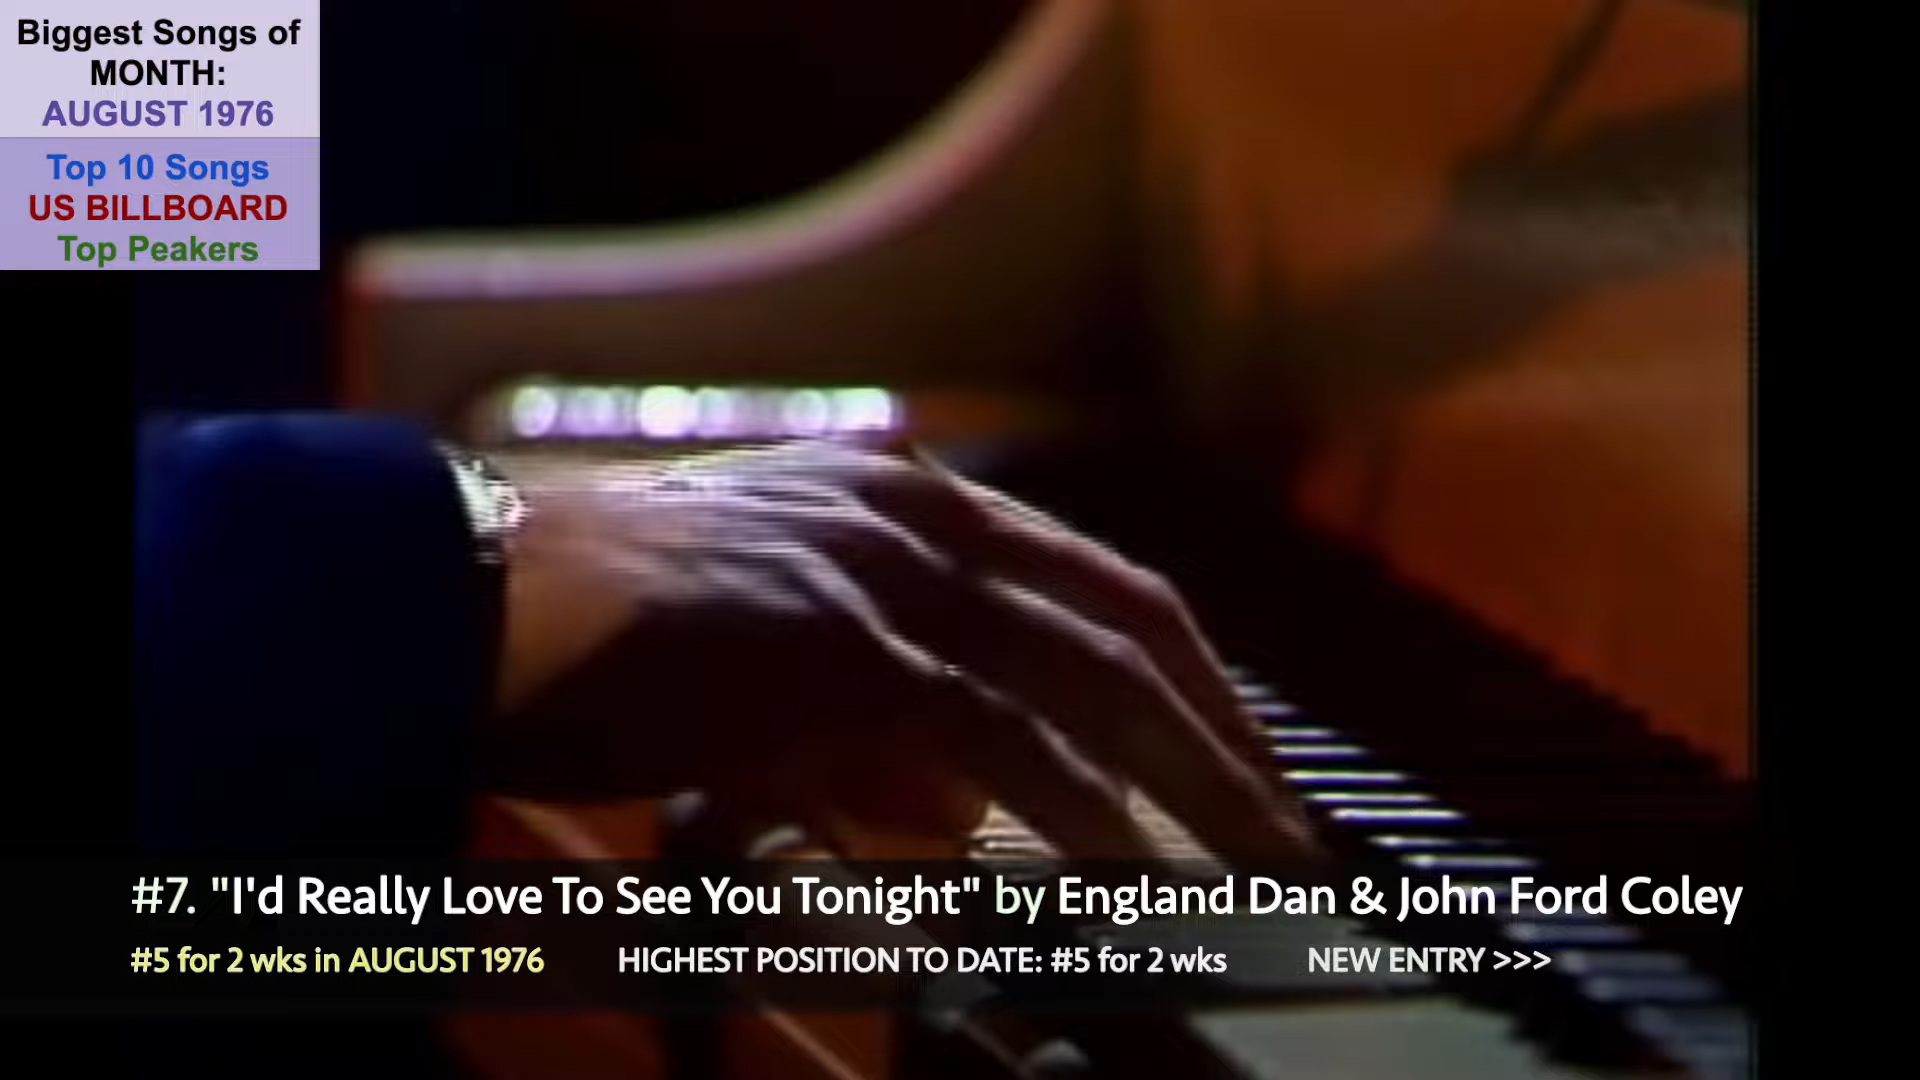 Biggest Songs of
MONTH:
AUGUST 1976
Top 10 Songs
US BILLBOARD
Top Peakers
#7. "I'd Really Love To See You Tonight" by England Dan & John Ford Coley
#5 for 2 wks in AUGUST 1976 HIGHEST POSITION TO DATE: #5 for 2 wks NEW ENTRY >>>